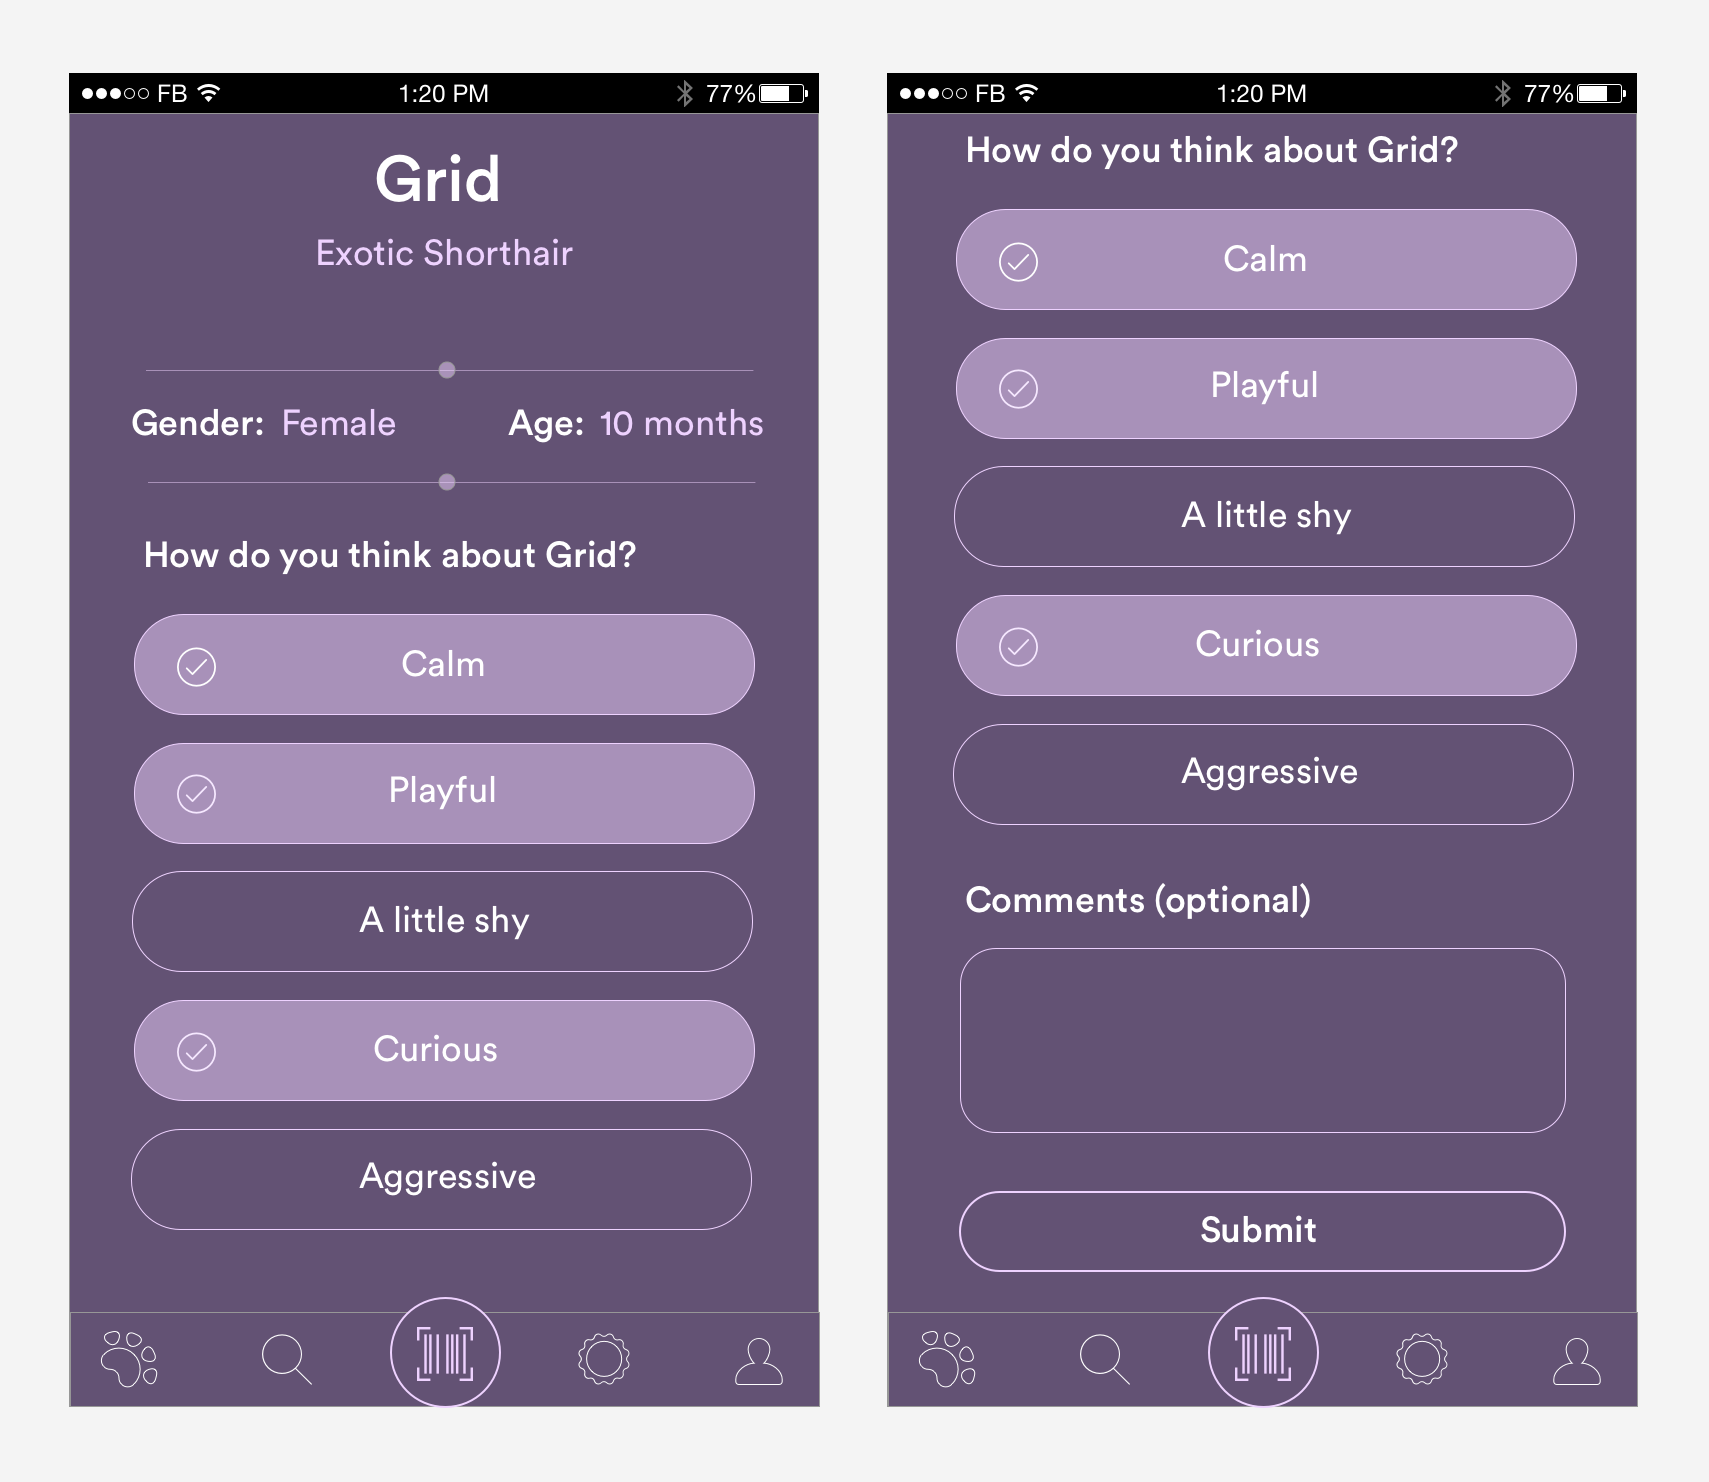 FB 1:20 PM 77%
Grid
Exotic Shorthair
Gender: Female Age: 10 months
How do you think about Grid?
Calm
Playful
A little shy
Curious
Aggressive
FB 1:20 PM 77%
How do you think about Grid?
Calm
Playful
A little shy
Curious
Aggressive
Comments (optional)
Submit